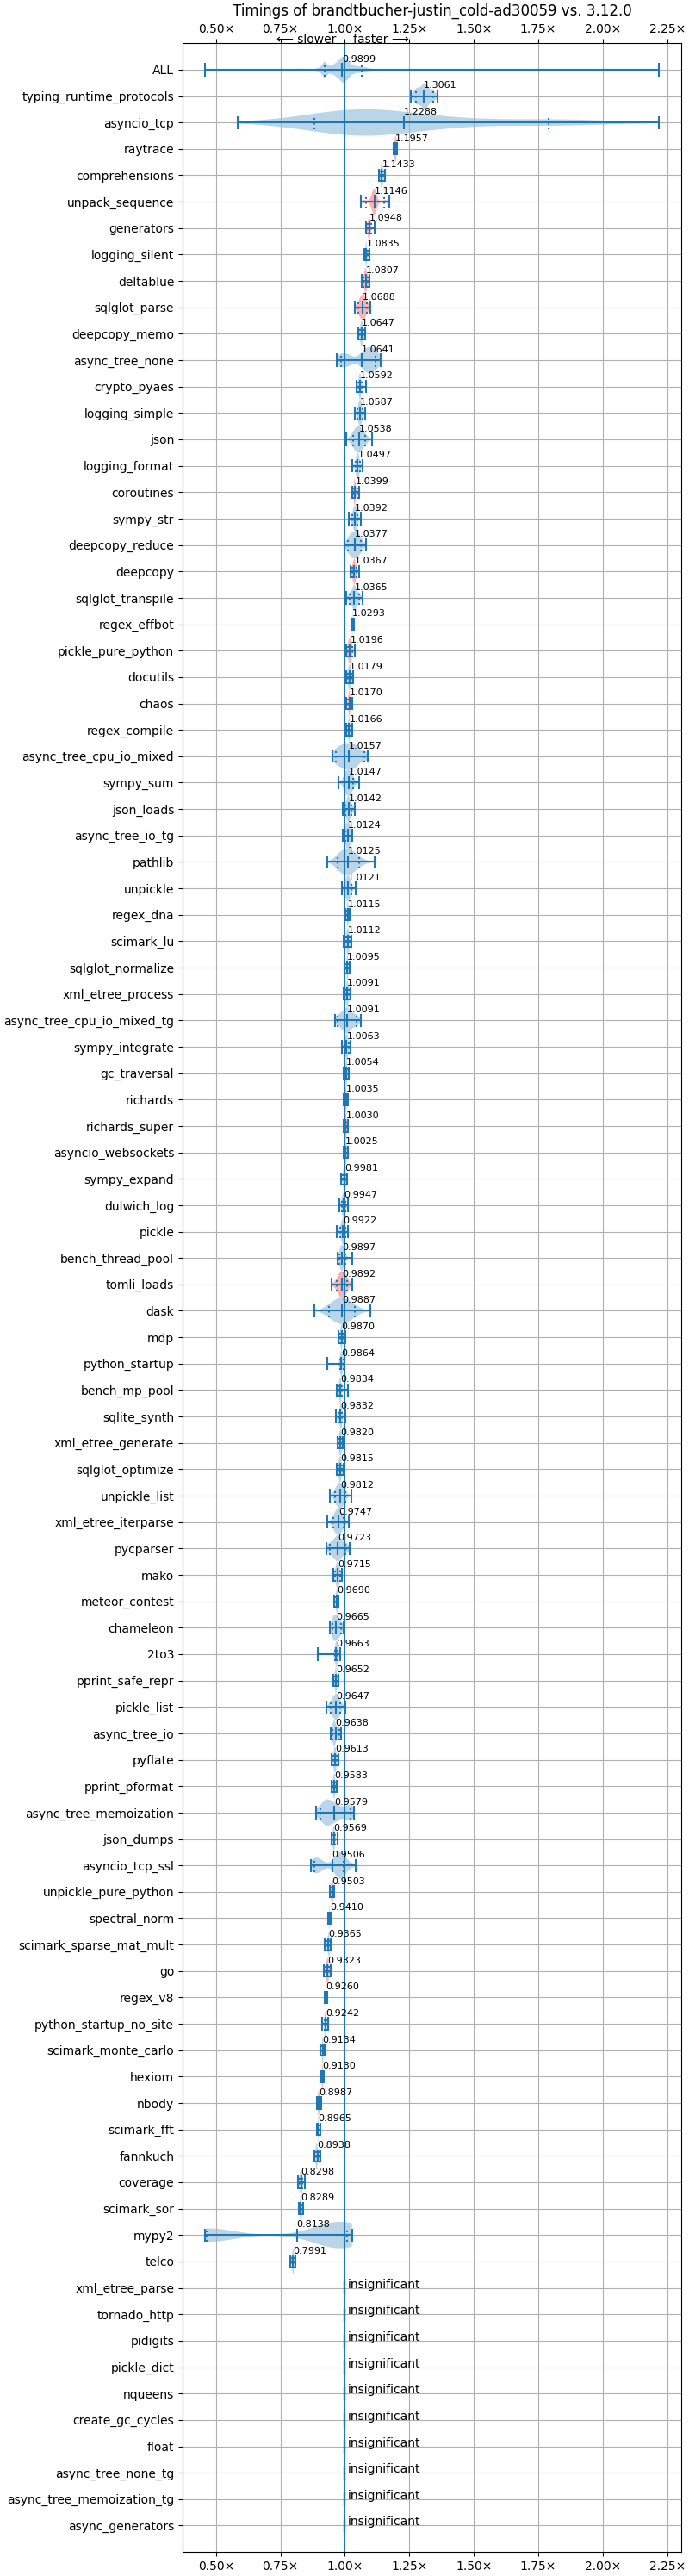 Timings of brandtbucher-justin_cold-ad30059 vs. 3.12.0
0.50× 0.75× 1.00× 1.25× 1.50× 1.75× 2.00× 2.25×
← slower faster →
ALL 0.9899
typing_runtime_protocols 1.3061
asyncio_tcp 1.2288
raytrace 1.1957
comprehensions 1.1433
unpack_sequence 1.1146
generators 1.0948
logging_silent 1.0835
deltablue 1.0807
sqlglot_parse 1.0688
deepcopy_memo 1.0647
async_tree_none 1.0641
crypto_pyaes 1.0592
logging_simple 1.0587
json 1.0538
logging_format 1.0497
coroutines 1.0399
sympy_str 1.0392
deepcopy_reduce 1.0377
deepcopy 1.0367
sqlglot_transpile 1.0365
regex_effbot 1.0293
pickle_pure_python 1.0196
docutils 1.0179
chaos 1.0170
regex_compile 1.0166
async_tree_cpu_io_mixed 1.0157
sympy_sum 1.0147
json_loads 1.0142
async_tree_io_tg 1.0124
pathlib 1.0125
unpickle 1.0121
regex_dna 1.0115
scimark_lu 1.0112
sqlglot_normalize 1.0095
xml_etree_process 1.0091
async_tree_cpu_io_mixed_tg 1.0091
sympy_integrate 1.0063
gc_traversal 1.0054
richards 1.0035
richards_super 1.0030
asyncio_websockets 1.0025
sympy_expand 0.9981
dulwich_log 0.9947
pickle 0.9922
bench_thread_pool 0.9897
tomli_loads 0.9892
dask 0.9887
mdp 0.9870
python_startup 0.9864
bench_mp_pool 0.9834
sqlite_synth 0.9832
xml_etree_generate 0.9820
sqlglot_optimize 0.9815
unpickle_list 0.9812
xml_etree_iterparse 0.9747
pycparser 0.9723
mako 0.9715
meteor_contest 0.9690
chameleon 0.9665
2to3 0.9663
pprint_safe_repr 0.9652
pickle_list 0.9647
async_tree_io 0.9638
pyflate 0.9613
pprint_pformat 0.9583
async_tree_memoization 0.9579
json_dumps 0.9569
asyncio_tcp_ssl 0.9506
unpickle_pure_python 0.9503
spectral_norm 0.9410
scimark_sparse_mat_mult 0.9365
go 0.9323
regex_v8 0.9260
python_startup_no_site 0.9242
scimark_monte_carlo 0.9134
hexiom 0.9130
nbody 0.8987
scimark_fft 0.8965
fannkuch 0.8938
coverage 0.8298
scimark_sor 0.8289
mypy2 0.8138
telco 0.7991
xml_etree_parse insignificant
tornado_http insignificant
pidigits insignificant
pickle_dict insignificant
nqueens insignificant
create_gc_cycles insignificant
float insignificant
async_tree_none_tg insignificant
async_tree_memoization_tg insignificant
async_generators insignificant
0.50× 0.75× 1.00× 1.25× 1.50× 1.75× 2.00× 2.25×